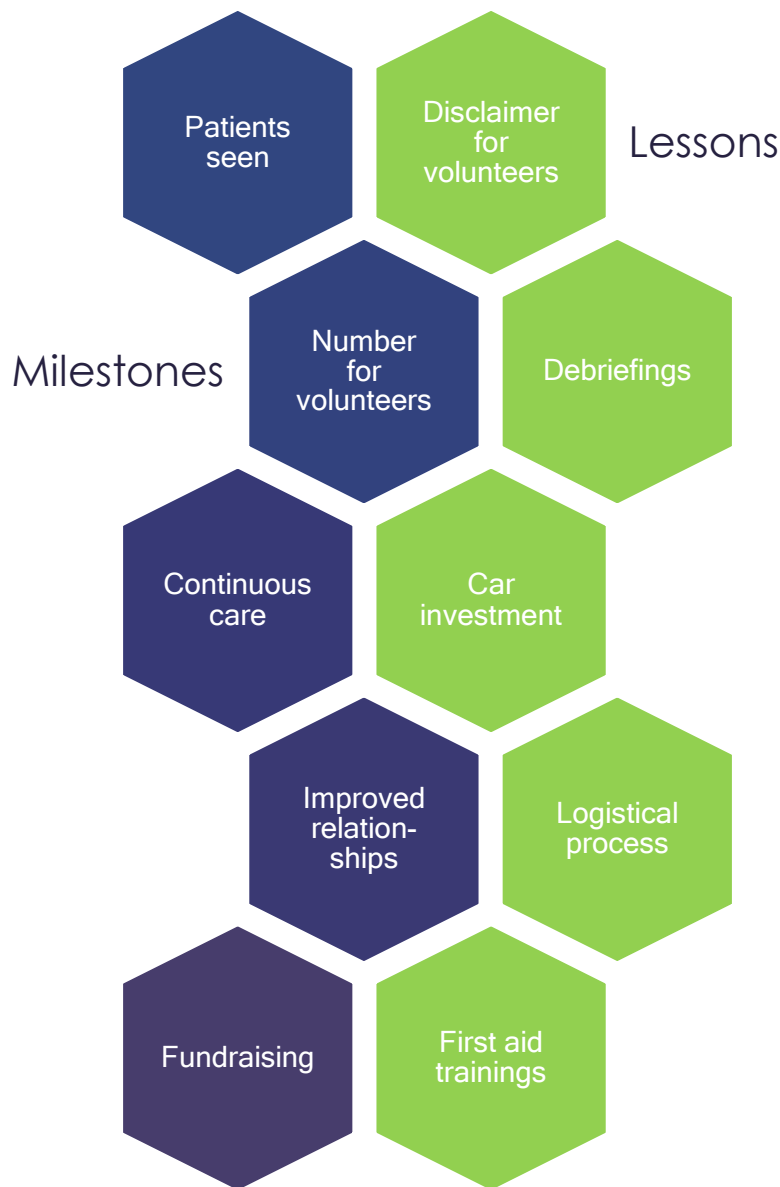 Patients
seen
Disclaimer
for
volunteers
Lessons
Milestones
Number
for
volunteers
Debriefings
Continuous
care
Car
investment
Improved
relation-
ships
Logistical
process
Fundraising
First aid
trainings